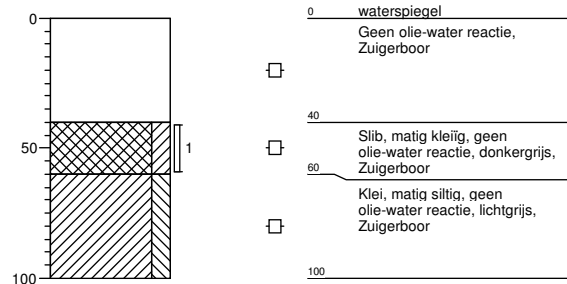 0
50
100
1
0 waterspiegel
Geen olie-water reactie,
Zuigerboor
40
Slib, matig kleiïg, geen
olie-water reactie, donkergrijs,
Zuigerboor
60
Klei, matig siltig, geen
olie-water reactie, lichtgrijs,
Zuigerboor
100